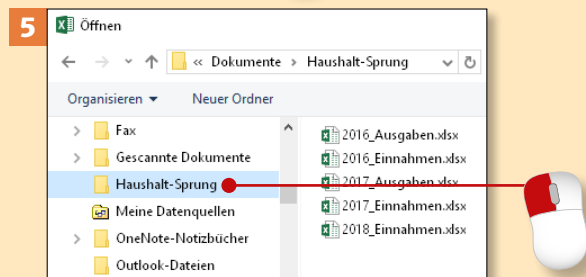 5
Öffnen
« Dokumente > Haushalt-Sprung
Organisieren Neuer Ordner
Fax
Gescannte Dokumente
Haushalt-Sprung
Meine Datenquellen
OneNote-Notizbücher
Outlook-Dateien
2016_Ausgaben.xlsx
2016_Einnahmen.xlsx
2017_Ausgaben.xlsx
2017_Einnahmen.xlsx
2018_Einnahmen.xlsx